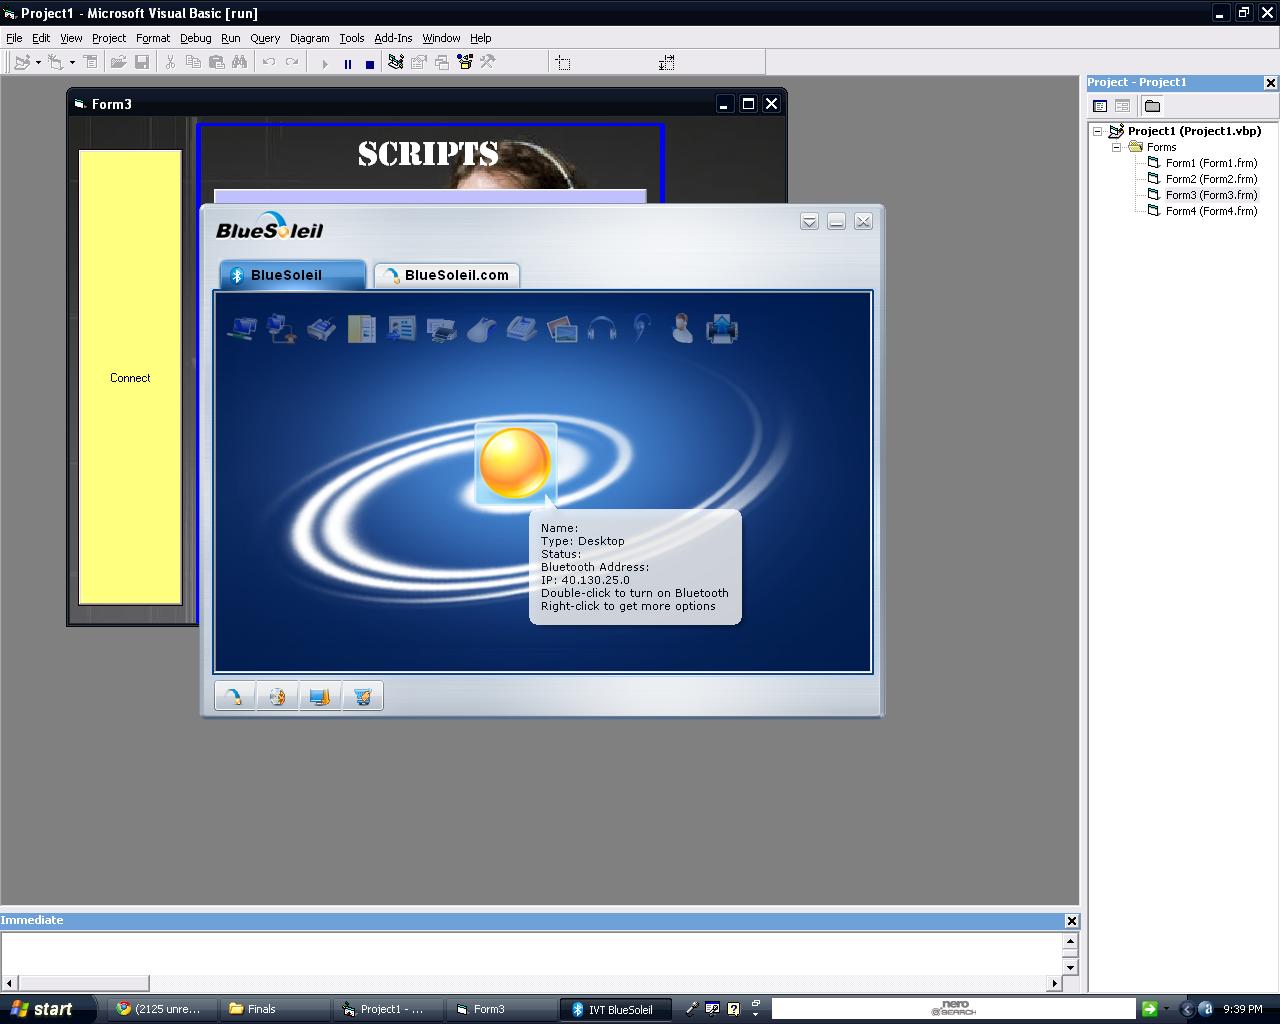 Project1 - Microsoft Visual Basic [run]
File Edit View Project Format Debug Run Query Diagram Tools Add-Ins Window Help
Form3
SCRIPTS
Connect
BlueSoleil
BlueSoleil
BlueSoleil.com
Name:
Type: Desktop
Status:
Bluetooth Address:
IP: 40.130.25.0
Double-click to turn on Bluetooth
Right-click to get more options
Project - Project1
Project1 (Project1.vbp)
Forms
Form1 (Form1.frm)
Form2 (Form2.frm)
Form3 (Form3.frm)
Form4 (Form4.frm)
Immediate
start
(2125 unre...
Finals
Project1 - ...
Form3
IVT BlueSoleil
nero
@SEARCH
9:39 PM